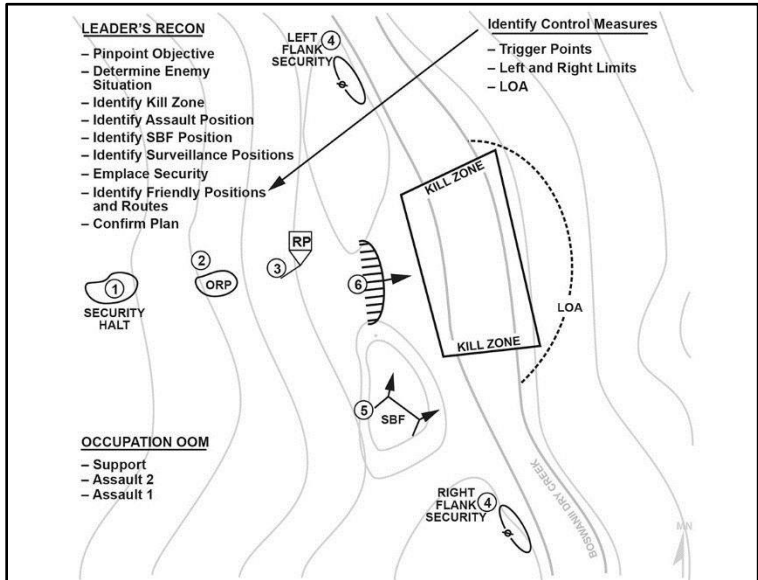 LEADER'S RECON
– Pinpoint Objective
– Determine Enemy
Situation
– Identify Kill Zone
– Identify Assault Position
– Identify SBF Position
– Identify Surveillance Positions
– Emplace Security
– Identify Friendly Positions
and Routes
– Confirm Plan
LEFT 4
FLANK
SECURITY
Identify Control Measures
– Trigger Points
– Left and Right Limits
– LOA
KILL ZONE
RP
2
3
ORP
1
SECURITY
HALT
6
LOA
KILL ZONE
5
SBF
OCCUPATION OOM
– Support
– Assault 2
– Assault 1
RIGHT
FLANK 4
SECURITY
BOSWANII DRY CREEK
MN